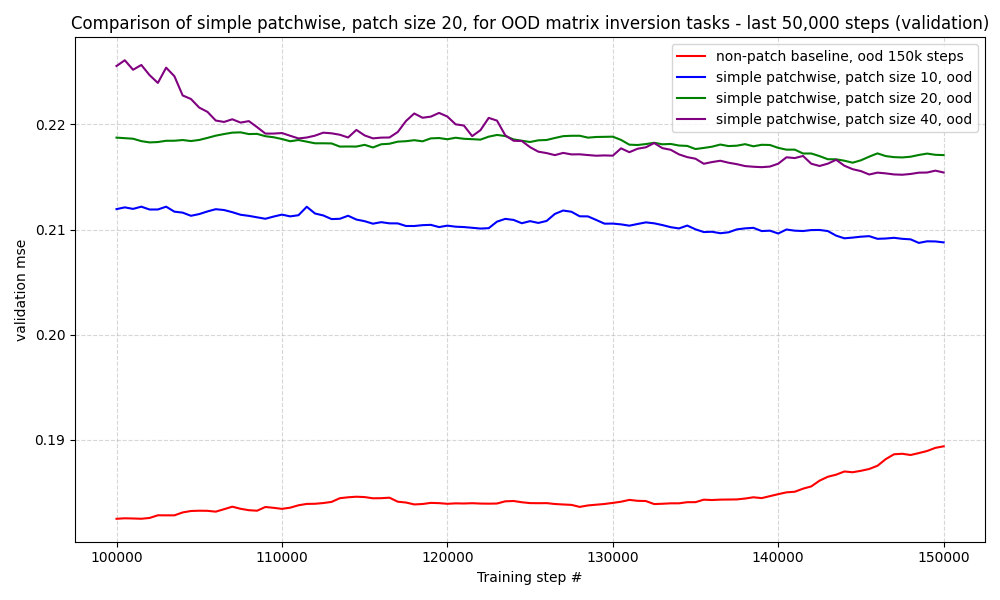 Comparison of simple patchwise, patch size 20, for OOD matrix inversion tasks - last 50,000 steps (validation)
non-patch baseline, ood 150k steps
simple patchwise, patch size 10, ood
simple patchwise, patch size 20, ood
simple patchwise, patch size 40, ood
validation mse
0.22
0.21
0.20
0.19
100000
110000
120000
130000
140000
150000
Training step #